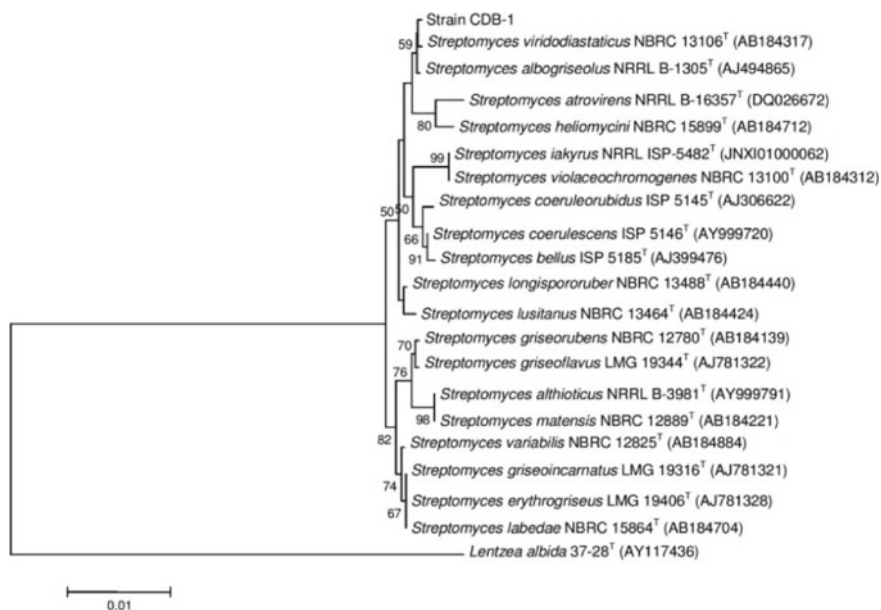 Strain CDB-1
59
Streptomyces viridodiastaticus NBRC 13106ᵀ (AB184317)
Streptomyces albogriseolus NRRL B-1305ᵀ (AJ494865)
Streptomyces atrovirens NRRL B-16357ᵀ (DQ026672)
80
Streptomyces heliomycini NBRC 15899ᵀ (AB184712)
99
Streptomyces iakyrus NRRL ISP-5482ᵀ (JNXI01000062)
Streptomyces violaceochromogenes NBRC 13100ᵀ (AB184312)
Streptomyces coeruleorubidus ISP 5145ᵀ (AJ306622)
50
50
66
Streptomyces coerulescens ISP 5146ᵀ (AY999720)
91
Streptomyces bellus ISP 5185ᵀ (AJ399476)
Streptomyces longispororuber NBRC 13488ᵀ (AB184440)
Streptomyces lusitanus NBRC 13464ᵀ (AB184424)
Streptomyces griseorubens NBRC 12780ᵀ (AB184139)
70
Streptomyces griseoflavus LMG 19344ᵀ (AJ781322)
76
Streptomyces althioticus NRRL B-3981ᵀ (AY999791)
98
Streptomyces matensis NBRC 12889ᵀ (AB184221)
82
Streptomyces variabilis NBRC 12825ᵀ (AB184884)
Streptomyces griseoincarnatus LMG 19316ᵀ (AJ781321)
74
Streptomyces erythrogriseus LMG 19406ᵀ (AJ781328)
67
Streptomyces labedae NBRC 15864ᵀ (AB184704)
Lentzea albida 37-28ᵀ (AY117436)
0.01